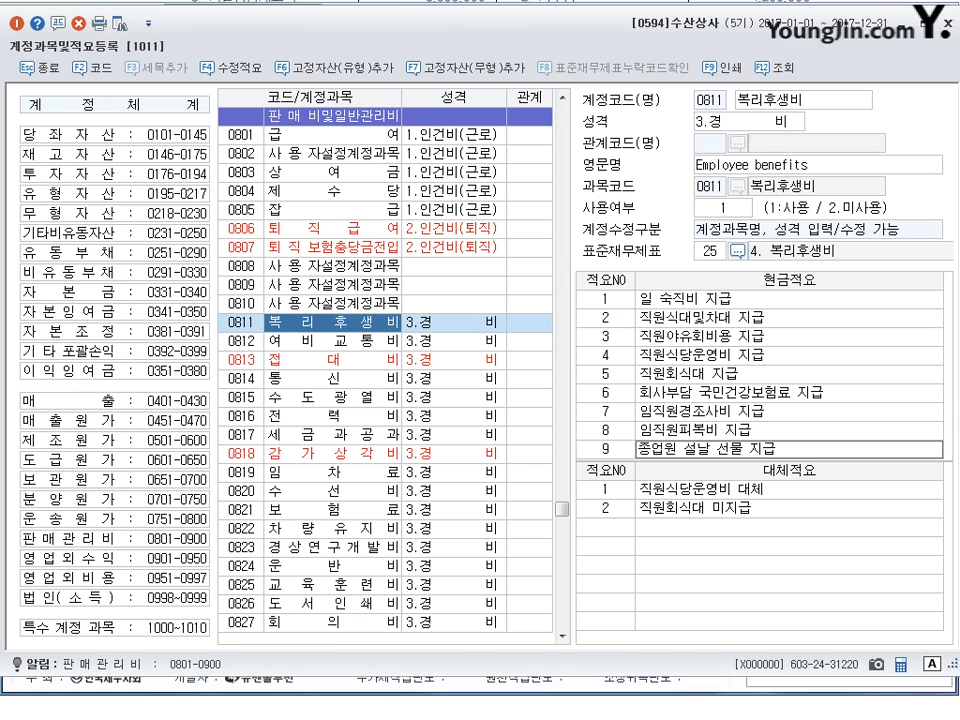 [0594]수산상사 (5기) 2017-01-01 ~ 2017-12-31
YoungJin.com Y.
계정과목및적요등록 [1011]
Esc 종료 F2 코드 F3 세목추가 F4 수정적요 F6 고정자산(유형)추가 F7 고정자산(무형)추가 F8 표준재무제표누락코드확인 F9 인쇄 F12 조회
계 정 체 계
당 좌 자 산 : 0101-0145
재 고 자 산 : 0146-0175
투 자 자 산 : 0176-0194
유 형 자 산 : 0195-0217
무 형 자 산 : 0218-0230
기타비유동자산 : 0231-0250
유 동 부 채 : 0251-0290
비 유 동 부 채 : 0291-0330
자 본 금 : 0331-0340
자 본 잉 여 금 : 0341-0350
자 본 조 정 : 0381-0391
기 타 포괄손익 : 0392-0399
이 익 잉 여 금 : 0351-0380
매 출 : 0401-0430
매 출 원 가 : 0451-0470
제 조 원 가 : 0501-0600
도 급 원 가 : 0601-0650
보 관 원 가 : 0651-0700
분 양 원 가 : 0701-0750
운 송 원 가 : 0751-0800
판 매 관 리 비 : 0801-0900
영 업 외 수 익 : 0901-0950
영 업 외 비 용 : 0951-0997
법 인 ( 소 득 ) : 0998~0999
특수 계정 과목 : 1000~1010
코드/계정과목 성격 관계
판 매 비및일반관리비
0801 급 여 1.인건비(근로)
0802 사 용 자설정계정과목 1.인건비(근로)
0803 상 여 금 1.인건비(근로)
0804 제 수 당 1.인건비(근로)
0805 잡 급 1.인건비(근로)
0806 퇴 직 급 여 2.인건비(퇴직)
0807 퇴 직 보험충당금전입 2.인건비(퇴직)
0808 사 용 자설정계정과목
0809 사 용 자설정계정과목
0810 사 용 자설정계정과목
0811 복 리 후 생 비 3.경 비
0812 여 비 교 통 비 3.경 비
0813 접 대 비 3.경 비
0814 통 신 비 3.경 비
0815 수 도 광 열 비 3.경 비
0816 전 력 비 3.경 비
0817 세 금 과 공 과 3.경 비
0818 감 가 상 각 비 3.경 비
0819 임 차 료 3.경 비
0820 수 선 비 3.경 비
0821 보 험 료 3.경 비
0822 차 량 유 지 비 3.경 비
0823 경 상 연 구 개 발 비 3.경 비
0824 운 반 비 3.경 비
0825 교 육 훈 련 비 3.경 비
0826 도 서 인 쇄 비 3.경 비
0827 회 의 비 3.경 비
계정코드(명) 0811 복리후생비
성격 3.경 비
관계코드(명)
영문명 Employee benefits
과목코드 0811 복리후생비
사용여부 1 (1:사용 / 2.미사용)
계정수정구분 계정과목명, 성격 입력/수정 가능
표준재무제표 25 4. 복리후생비
적요NO 현금적요
1 일 숙직비 지급
2 직원식대및차대 지급
3 직원야유회비용 지급
4 직원식당운영비 지급
5 직원회식대 지급
6 회사부담 국민건강보험료 지급
7 임직원경조사비 지급
8 임직원피복비 지급
9 종업원 설날 선물 지급
적요NO 대체적요
1 직원식당운영비 대체
2 직원회식대 미지급
알림 : 판 매 관 리 비 : 0801-0900
[X000000] 603-24-31220 A